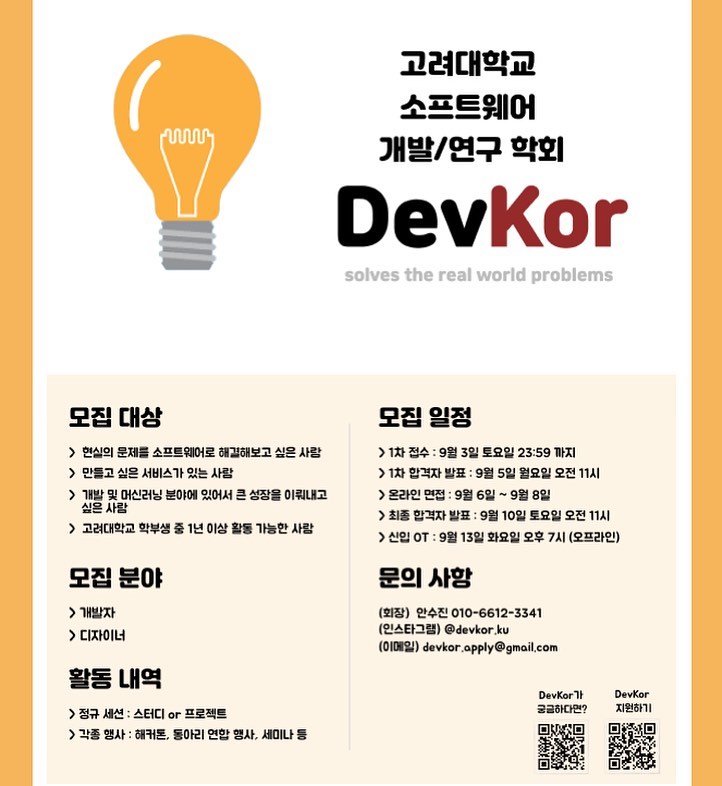 고려대학교
소프트웨어
개발/연구 학회
DevKor
solves the real world problems
모집 대상
> 현실의 문제를 소프트웨어로 해결해보고 싶은 사람
> 만들고 싶은 서비스가 있는 사람
> 개발 및 머신러닝 분야에 있어서 큰 성장을 이뤄내고
싶은 사람
> 고려대학교 학부생 중 1년 이상 활동 가능한 사람
모집 분야
> 개발자
> 디자이너
활동 내역
> 정규 세션 : 스터디 or 프로젝트
> 각종 행사 : 해커톤, 동아리 연합 행사, 세미나 등
모집 일정
> 1차 접수 : 9월 3일 토요일 23:59 까지
> 1차 합격자 발표 : 9월 5일 월요일 오전 11시
> 온라인 면접 : 9월 6일 ~ 9월 8일
> 최종 합격자 발표 : 9월 10일 토요일 오전 11시
> 신입 OT : 9월 13일 화요일 오후 7시 (오프라인)
문의 사항
(회장) 안수진 010-6612-3341
(인스타그램) @devkor.ku
(이메일) devkor.apply@gmail.com
DevKor가
궁금하다면?
DevKor
지원하기